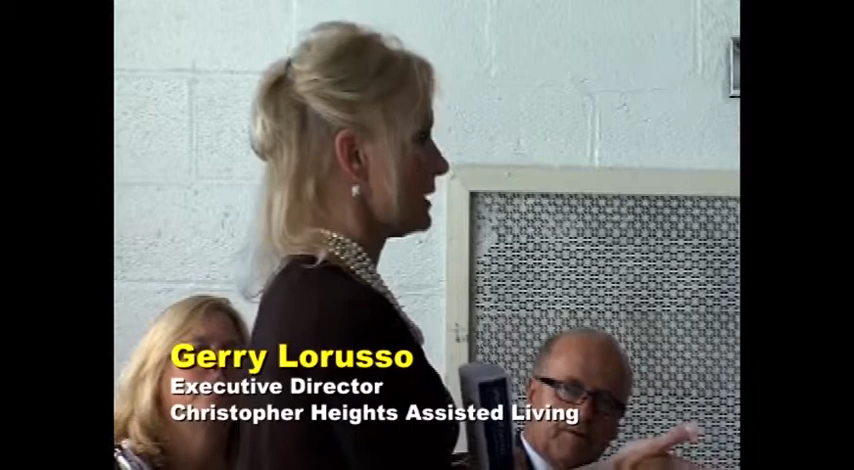 Gerry Lorusso
Executive Director
Christopher Heights Assisted Living